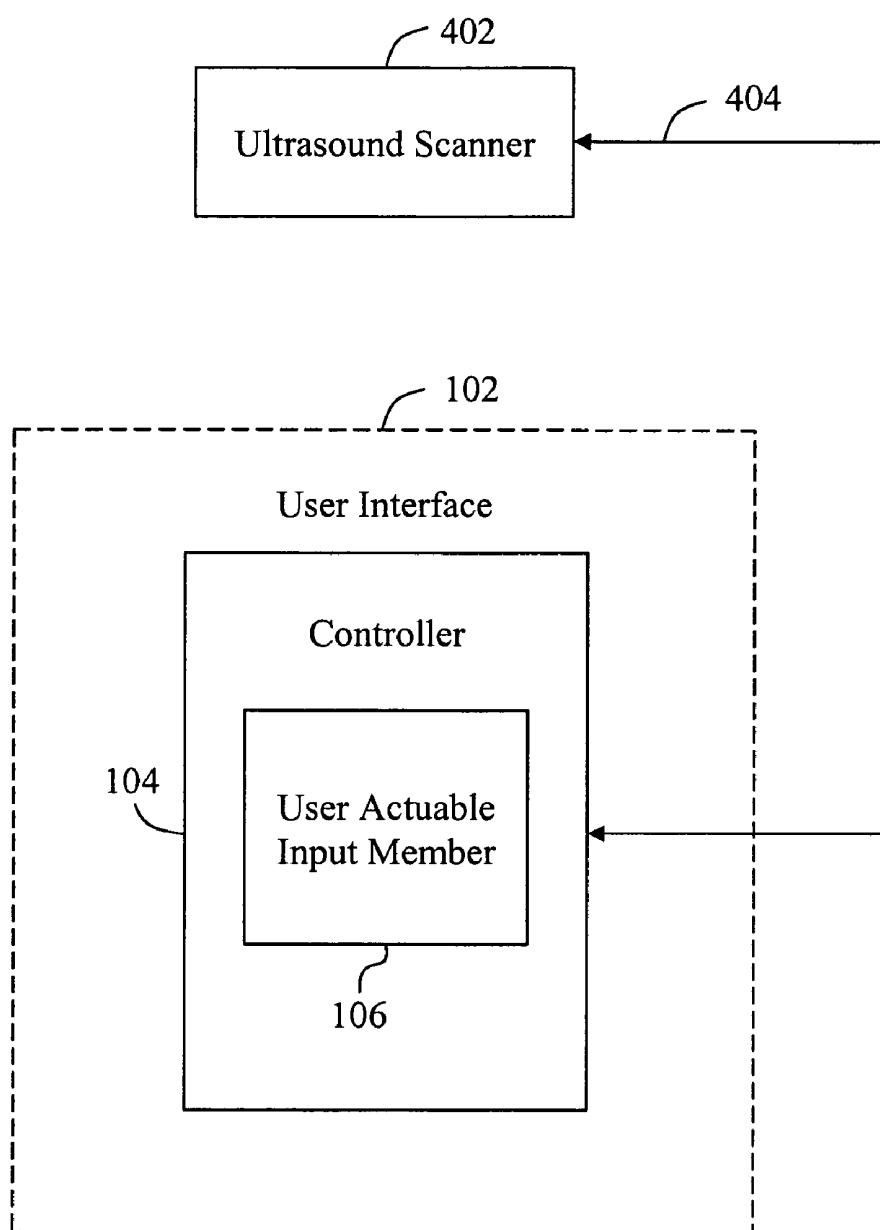 402
404
Ultrasound Scanner
102
User Interface
Controller
104
User Actuable
Input Member
106